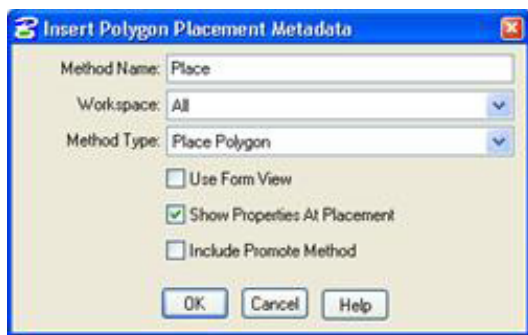 Insert Polygon Placement Metadata
Method Name: Place
Workspace: All
Method Type: Place Polygon
Use Form View
Show Properties At Placement
Include Promote Method
OK Cancel Help